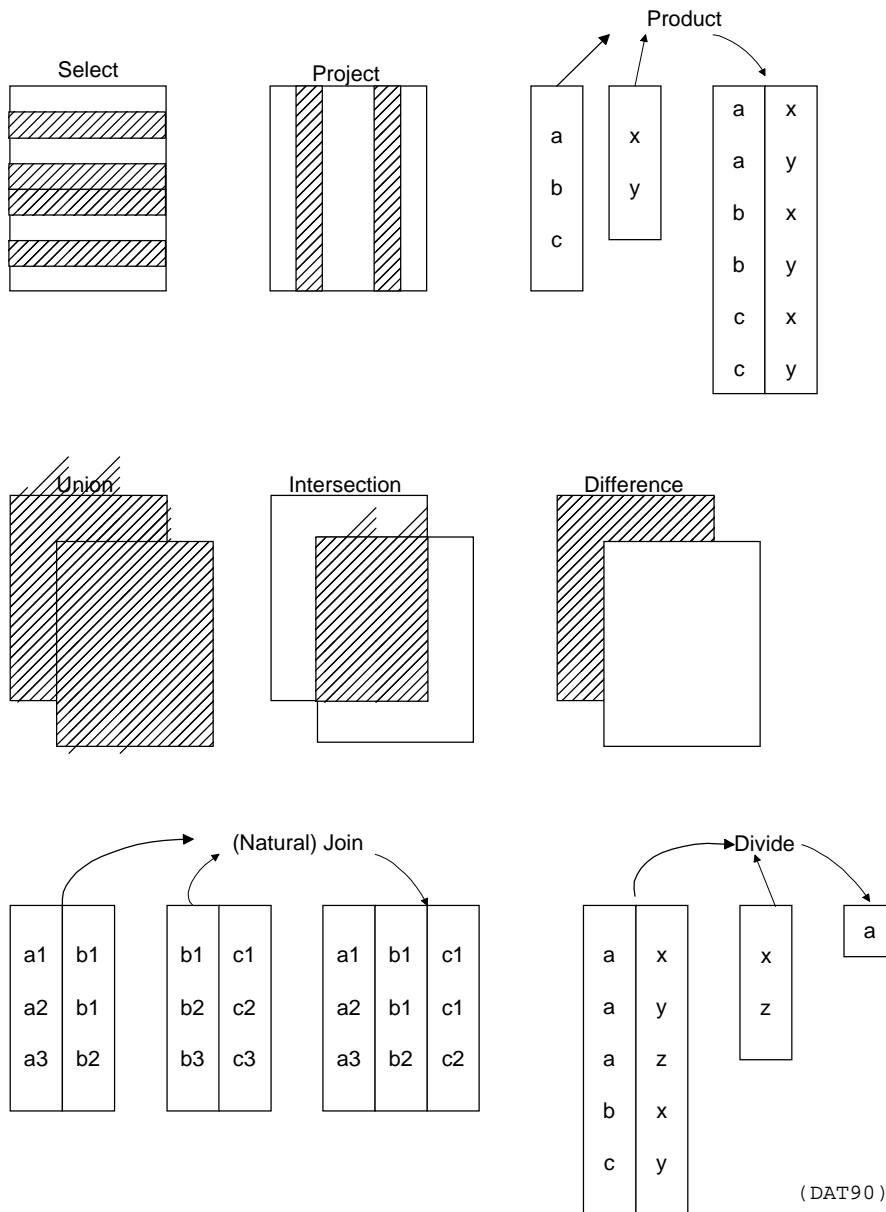 Product
Select
Project
a
b
c
x
y
a x
a y
b x
b y
c x
c y
Union
Intersection
Difference
(Natural) Join
a1 b1
a2 b1
a3 b2
b1 c1
b2 c2
b3 c3
a1 b1 c1
a2 b1 c1
a3 b2 c2
Divide
a x
a y
a z
b x
c y
x
z
a
(DAT90)